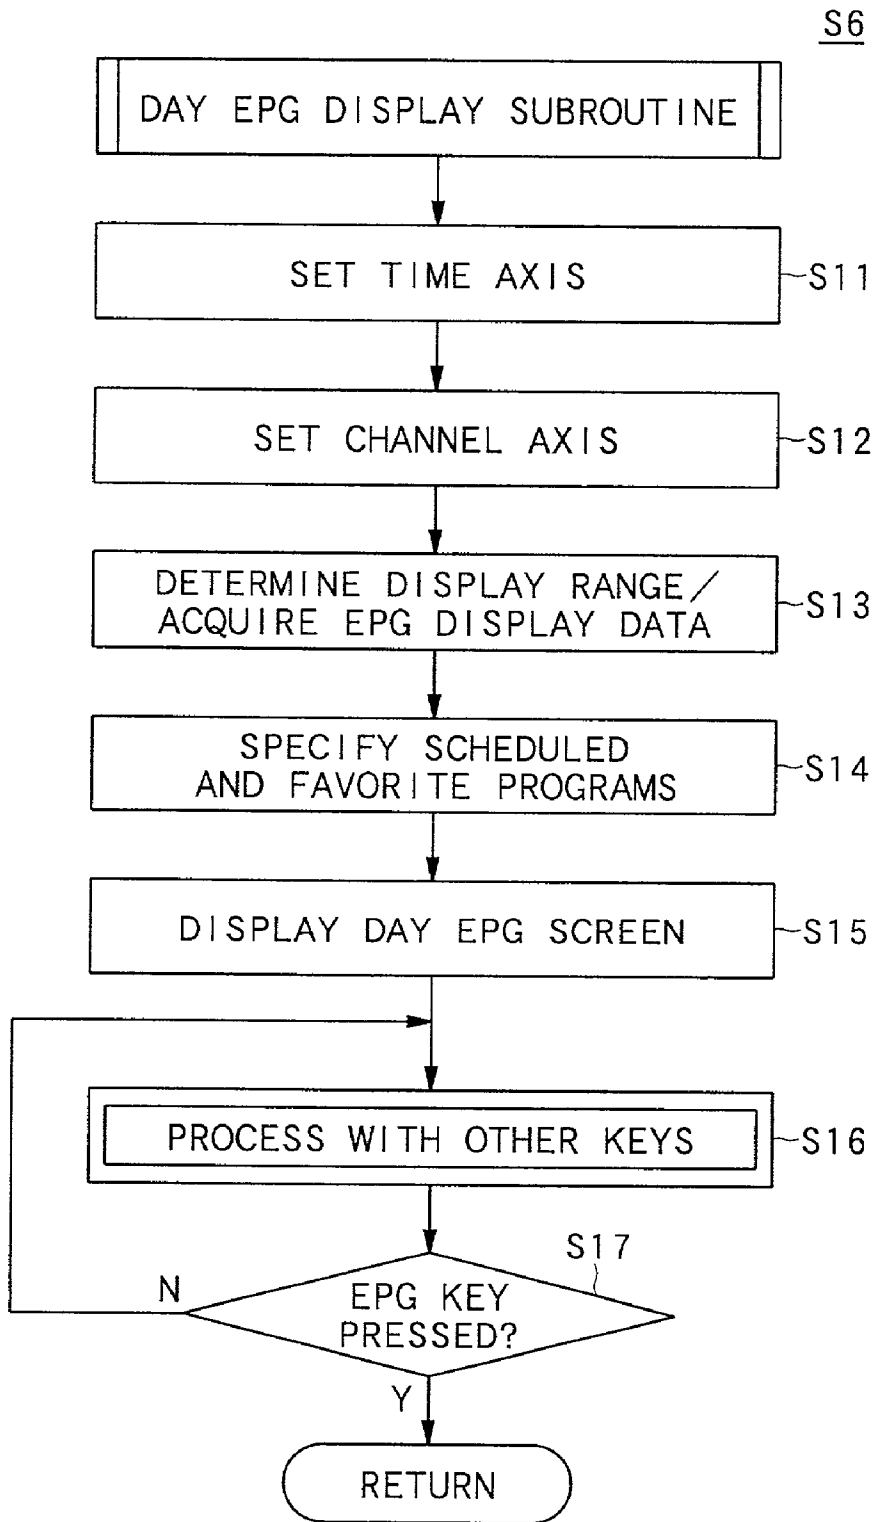 S6
DAY EPG DISPLAY SUBROUTINE
SET TIME AXIS
S11
SET CHANNEL AXIS
S12
DETERMINE DISPLAY RANGE/
ACQUIRE EPG DISPLAY DATA
S13
SPECIFY SCHEDULED
AND FAVORITE PROGRAMS
S14
DISPLAY DAY EPG SCREEN
S15
PROCESS WITH OTHER KEYS
S16
S17
N
EPG KEY
PRESSED?
Y
RETURN